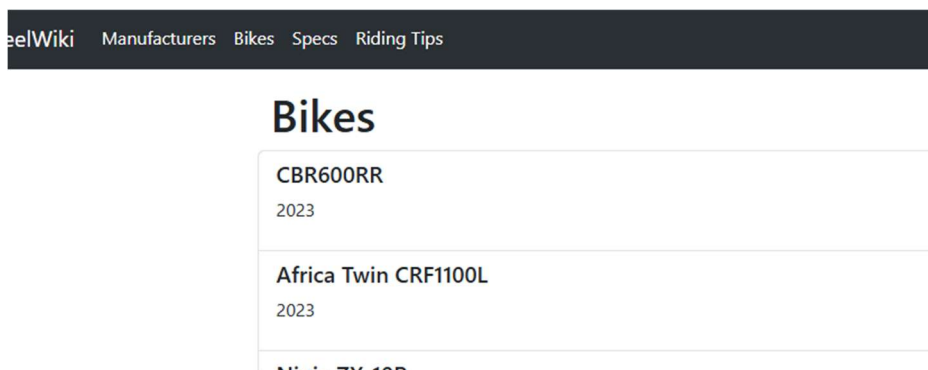 eelWiki Manufacturers Bikes Specs Riding Tips
Bikes
CBR600RR
2023
Africa Twin CRF1100L
2023